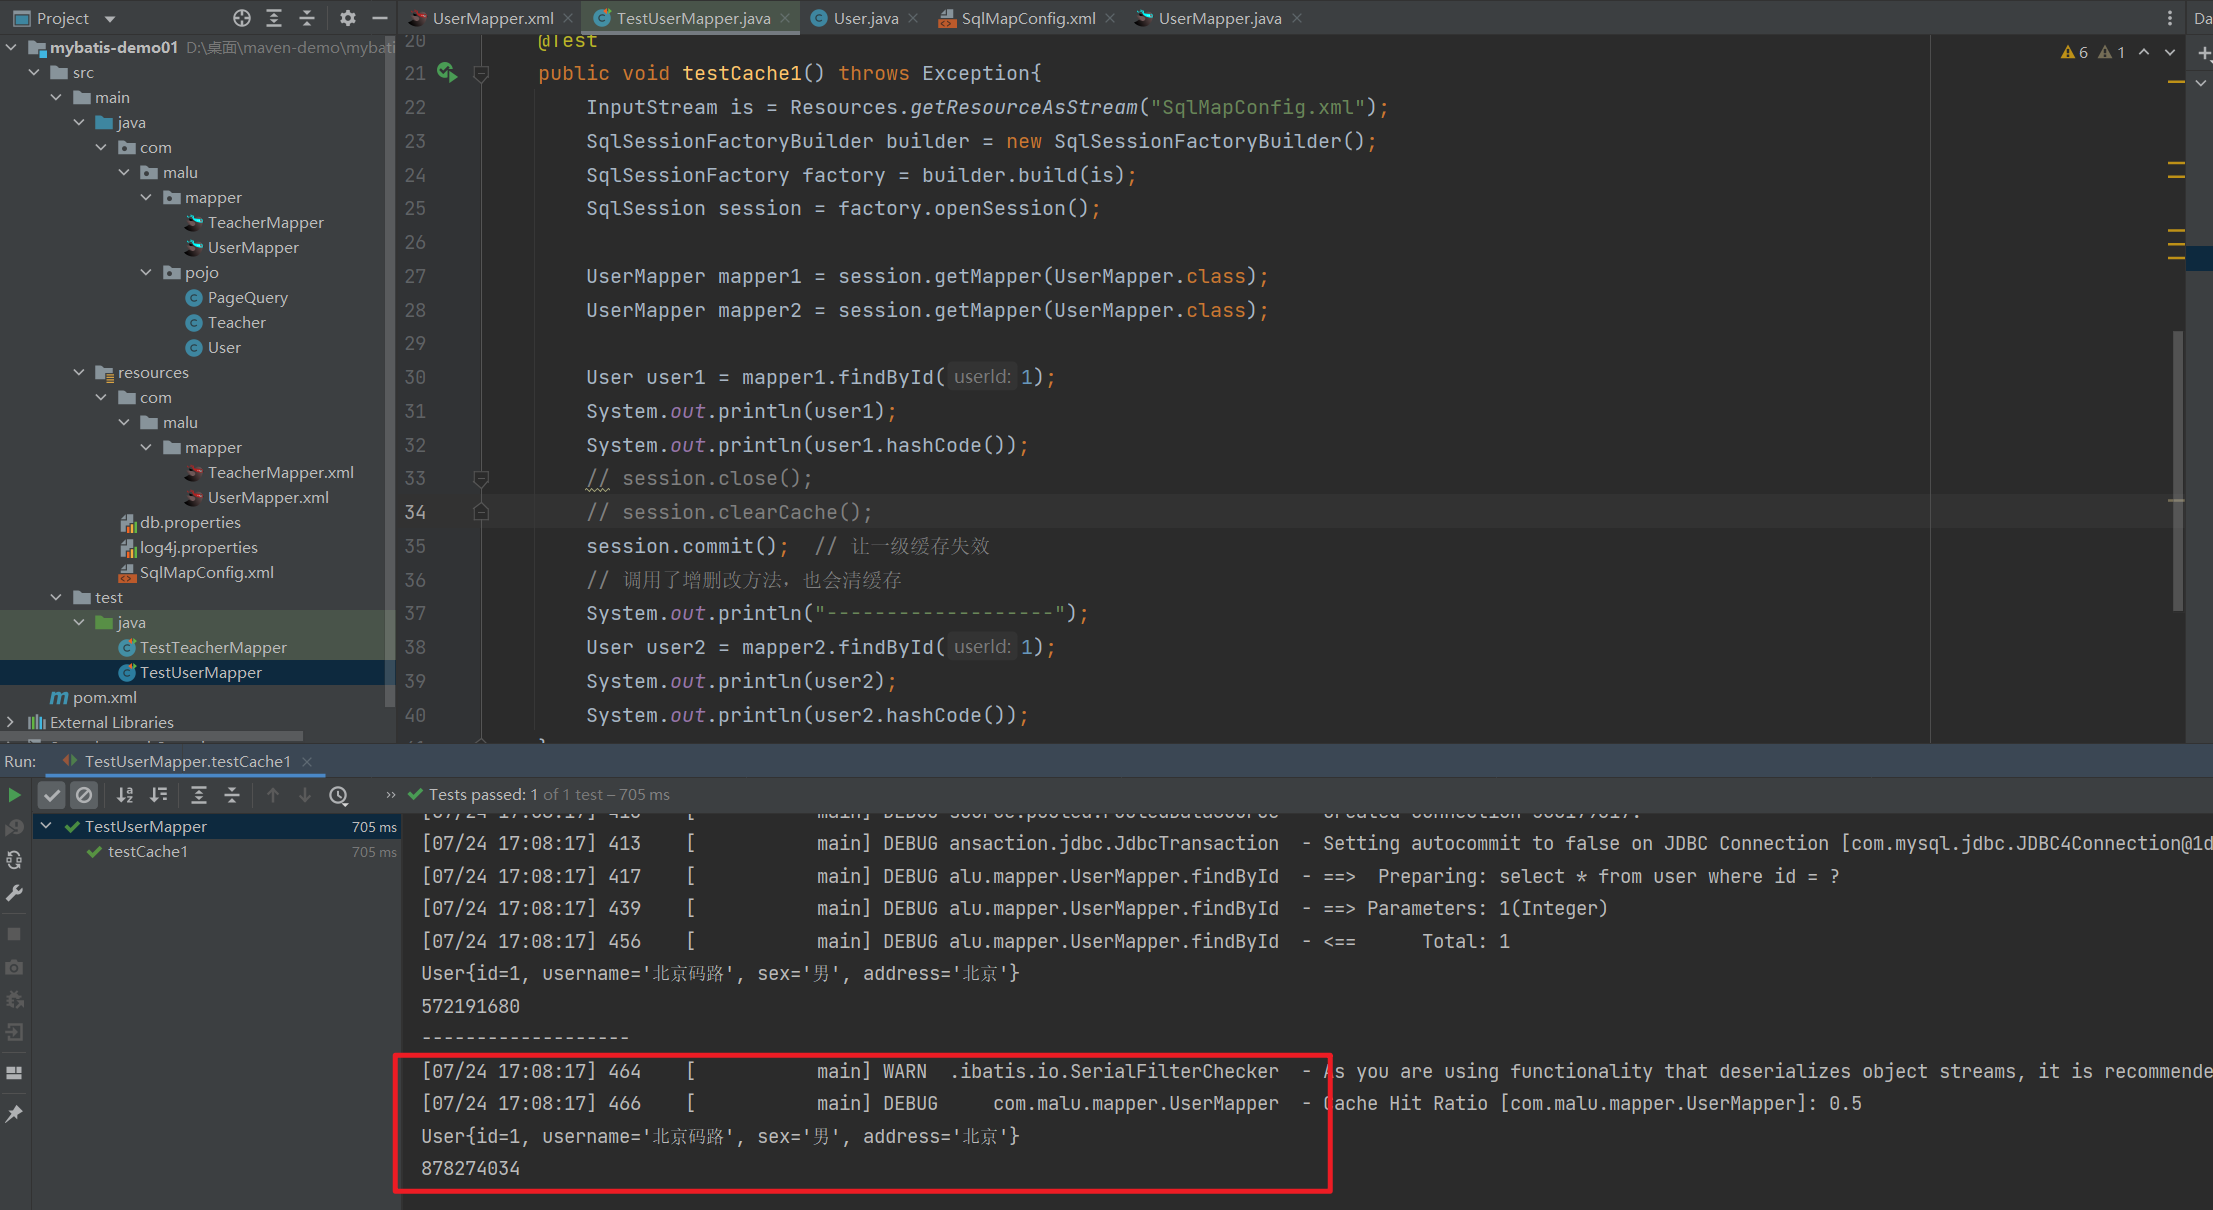 Project
UserMapper.xml
TestUserMapper.java
User.java
SqlMapConfig.xml
UserMapper.java
Da
mybatis-demo01 D:\桌面\maven-demo\mybati
src
main
java
com
malu
mapper
TeacherMapper
UserMapper
pojo
PageQuery
Teacher
User
resources
com
malu
mapper
TeacherMapper.xml
UserMapper.xml
db.properties
log4j.properties
SqlMapConfig.xml
test
java
TestTeacherMapper
TestUserMapper
pom.xml
External Libraries
6 1
20 @Test
21 public void testCache1() throws Exception{
22 InputStream is = Resources.getResourceAsStream("SqlMapConfig.xml");
23 SqlSessionFactoryBuilder builder = new SqlSessionFactoryBuilder();
24 SqlSessionFactory factory = builder.build(is);
25 SqlSession session = factory.openSession();
26
27 UserMapper mapper1 = session.getMapper(UserMapper.class);
28 UserMapper mapper2 = session.getMapper(UserMapper.class);
29
30 User user1 = mapper1.findById( userId: 1);
31 System.out.println(user1);
32 System.out.println(user1.hashCode());
33 // session.close();
34 // session.clearCache();
35 session.commit(); // 让一级缓存失效
36 // 调用了增删改方法，也会清缓存
37 System.out.println("-------------------");
38 User user2 = mapper2.findById( userId: 1);
39 System.out.println(user2);
40 System.out.println(user2.hashCode());
Run: TestUserMapper.testCache1
Tests passed: 1 of 1 test – 705 ms
TestUserMapper 705 ms
testCache1 705 ms
[07/24 17:08:17] 413 [ main] DEBUG ansaction.jdbc.JdbcTransaction - Setting autocommit to false on JDBC Connection [com.mysql.jdbc.JDBC4Connection@1d
[07/24 17:08:17] 417 [ main] DEBUG alu.mapper.UserMapper.findById - ==> Preparing: select * from user where id = ?
[07/24 17:08:17] 439 [ main] DEBUG alu.mapper.UserMapper.findById - ==> Parameters: 1(Integer)
[07/24 17:08:17] 456 [ main] DEBUG alu.mapper.UserMapper.findById - <== Total: 1
User{id=1, username='北京码路', sex='男', address='北京'}
572191680
-------------------
[07/24 17:08:17] 464 [ main] WARN .ibatis.io.SerialFilterChecker - As you are using functionality that deserializes object streams, it is recommende
[07/24 17:08:17] 466 [ main] DEBUG com.malu.mapper.UserMapper - Cache Hit Ratio [com.malu.mapper.UserMapper]: 0.5
User{id=1, username='北京码路', sex='男', address='北京'}
878274034